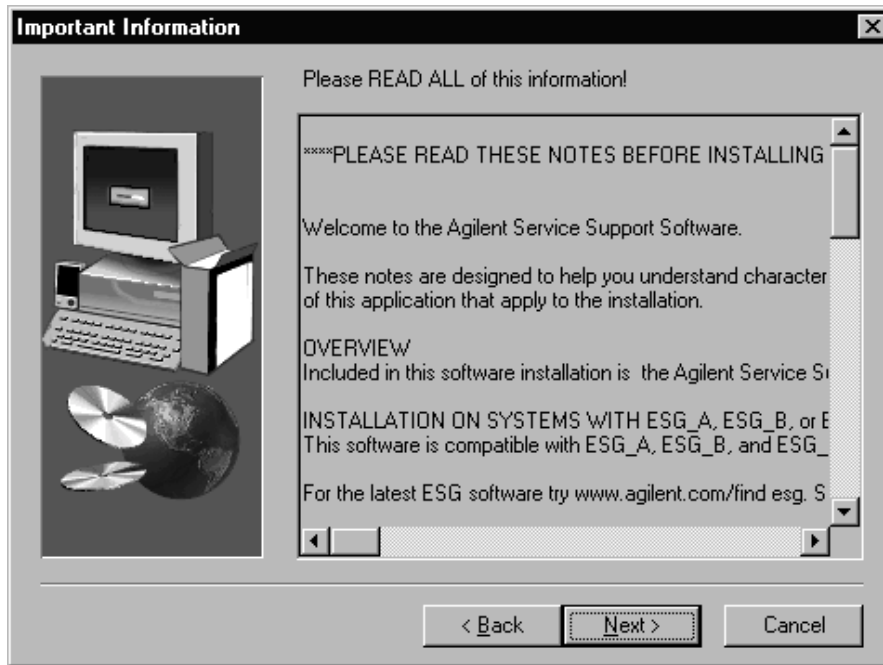 Important Information
Please READ ALL of this information!
****PLEASE READ THESE NOTES BEFORE INSTALLING
Welcome to the Agilent Service Support Software.
These notes are designed to help you understand character
of this application that apply to the installation.
OVERVIEW
Included in this software installation is  the Agilent Service
INSTALLATION ON SYSTEMS WITH ESG_A, ESG_B, or
This software is compatible with ESG_A, ESG_B, and ESG_
For the latest ESG software try www.agilent.com/find esg. S
< Back
Next >
Cancel